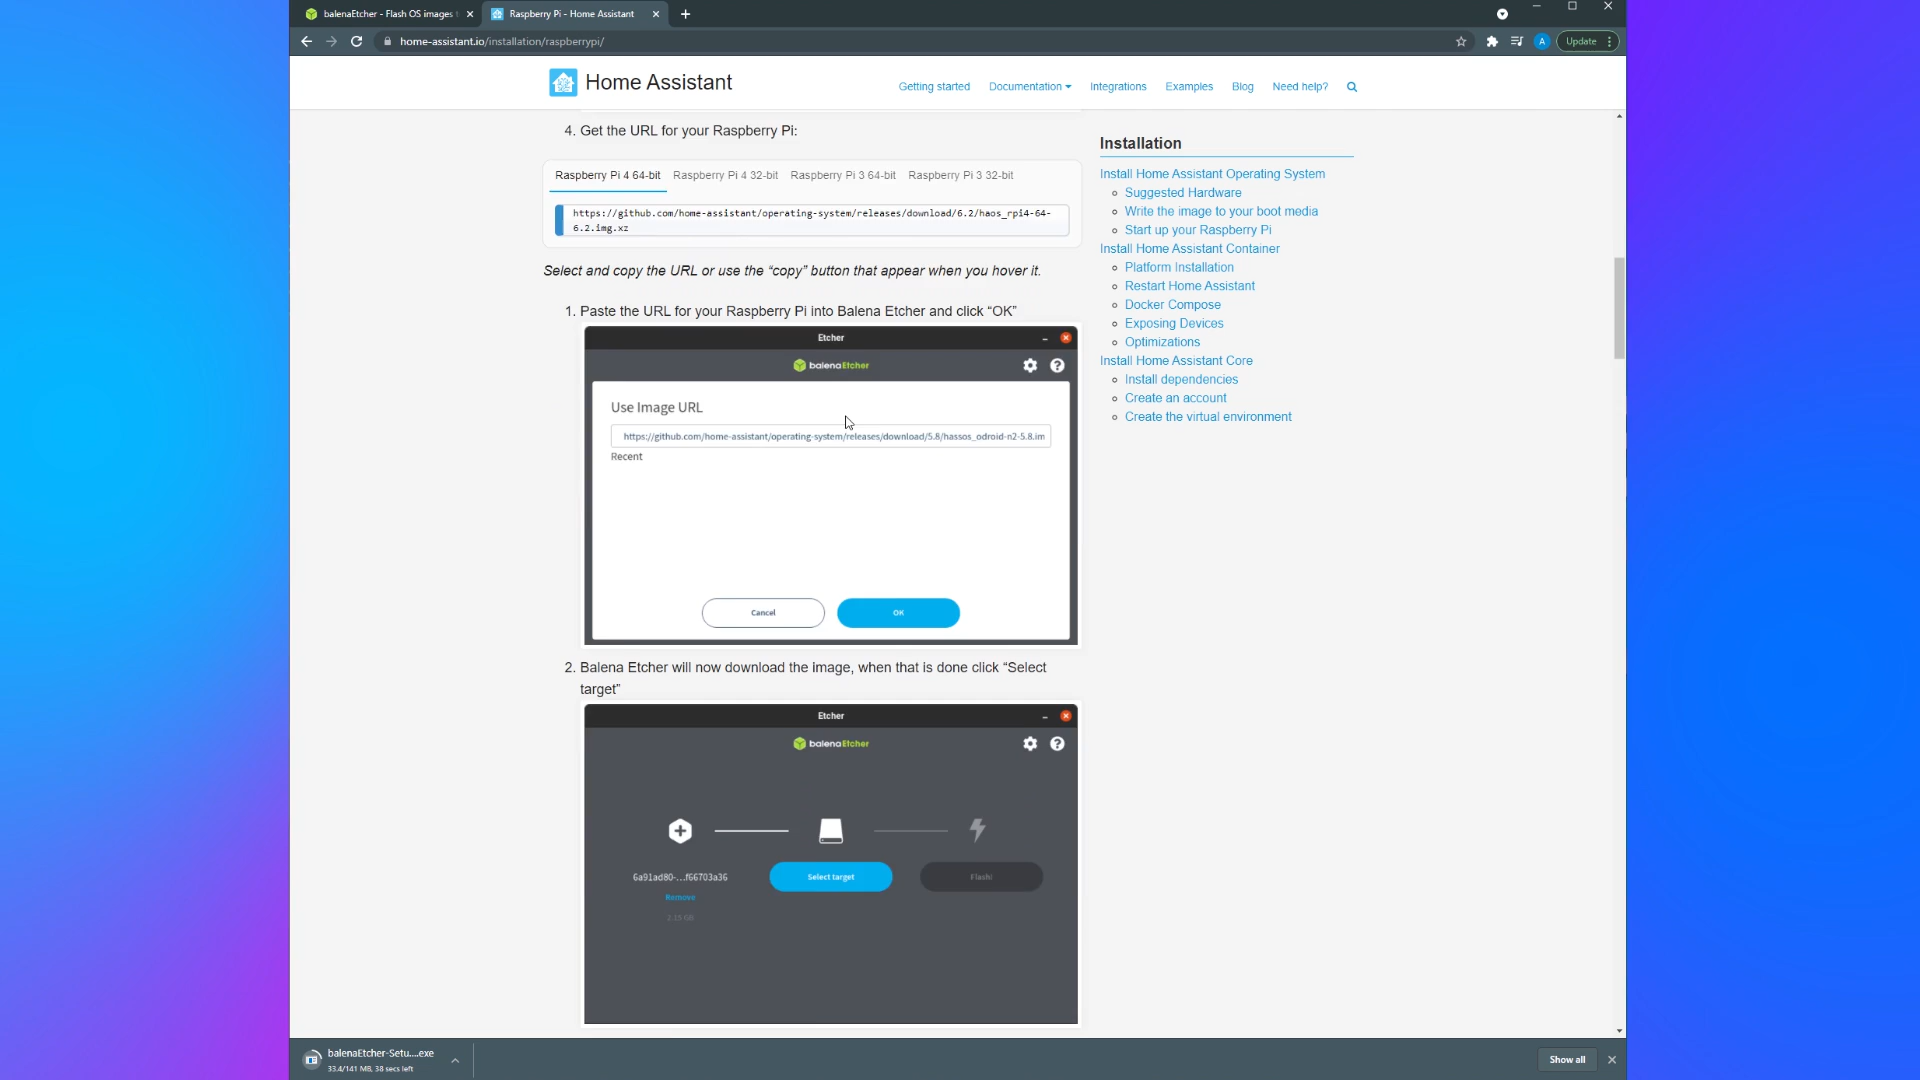 balenaEtcher - Flash OS images t
Raspberry Pi - Home Assistant
home-assistant.io/installation/raspberrypi/
A
Update
Home Assistant
Getting started
Documentation
Integrations
Examples
Blog
Need help?
4. Get the URL for your Raspberry Pi:
Raspberry Pi 4 64-bit
Raspberry Pi 4 32-bit
Raspberry Pi 3 64-bit
Raspberry Pi 3 32-bit
https://github.com/home-assistant/operating-system/releases/download/6.2/haos_rpi4-64-
6.2.img.xz
Select and copy the URL or use the “copy” button that appear when you hover it.
1. Paste the URL for your Raspberry Pi into Balena Etcher and click “OK”
Etcher
balenaEtcher
Use Image URL
https://github.com/home-assistant/operating-system/releases/download/5.8/hassos_odroid-n2-5.8.im
Recent
Cancel
OK
2. Balena Etcher will now download the image, when that is done click “Select
target”
Etcher
balenaEtcher
6a91ad80-...f66703a36
Select target
Flash!
Remove
2.15 GB
Installation
Install Home Assistant Operating System
Suggested Hardware
Write the image to your boot media
Start up your Raspberry Pi
Install Home Assistant Container
Platform Installation
Restart Home Assistant
Docker Compose
Exposing Devices
Optimizations
Install Home Assistant Core
Install dependencies
Create an account
Create the virtual environment
balenaEtcher-Setu....exe
33.4/141 MB, 38 secs left
Show all